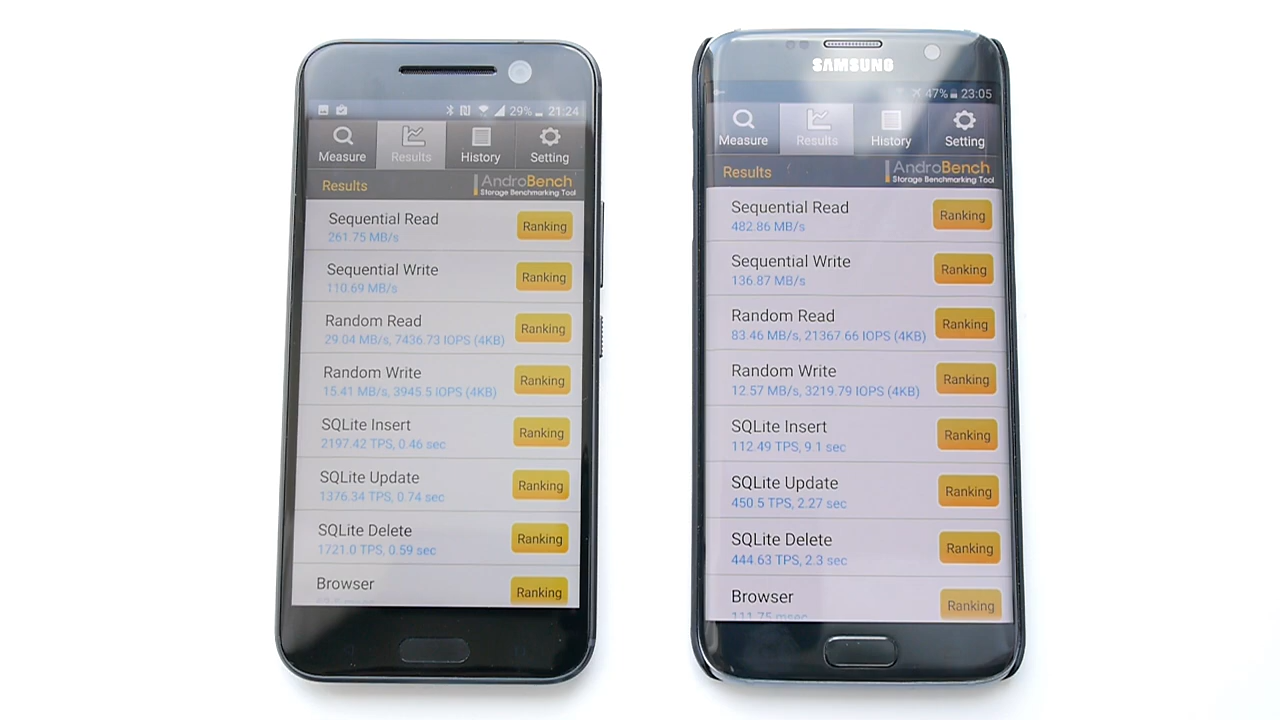 29% 21:24
Measure Results History Setting
Results AndroBench
Storage Benchmarking Tool
Sequential Read
261.75 MB/s
Ranking
Sequential Write
110.69 MB/s
Ranking
Random Read
29.04 MB/s, 7436.73 IOPS (4KB)
Ranking
Random Write
15.41 MB/s, 3945.5 IOPS (4KB)
Ranking
SQLite Insert
2197.42 TPS, 0.46 sec
Ranking
SQLite Update
1376.34 TPS, 0.74 sec
Ranking
SQLite Delete
1721.0 TPS, 0.59 sec
Ranking
Browser
Ranking
SAMSUNG
47% 23:05
Measure Results History Setting
Results AndroBench
Storage Benchmarking Tool
Sequential Read
482.86 MB/s
Ranking
Sequential Write
136.87 MB/s
Ranking
Random Read
83.46 MB/s, 21367.66 IOPS (4KB)
Ranking
Random Write
12.57 MB/s, 3219.79 IOPS (4KB)
Ranking
SQLite Insert
112.49 TPS, 9.1 sec
Ranking
SQLite Update
450.5 TPS, 2.27 sec
Ranking
SQLite Delete
444.63 TPS, 2.3 sec
Ranking
Browser
111.75 msec
Ranking